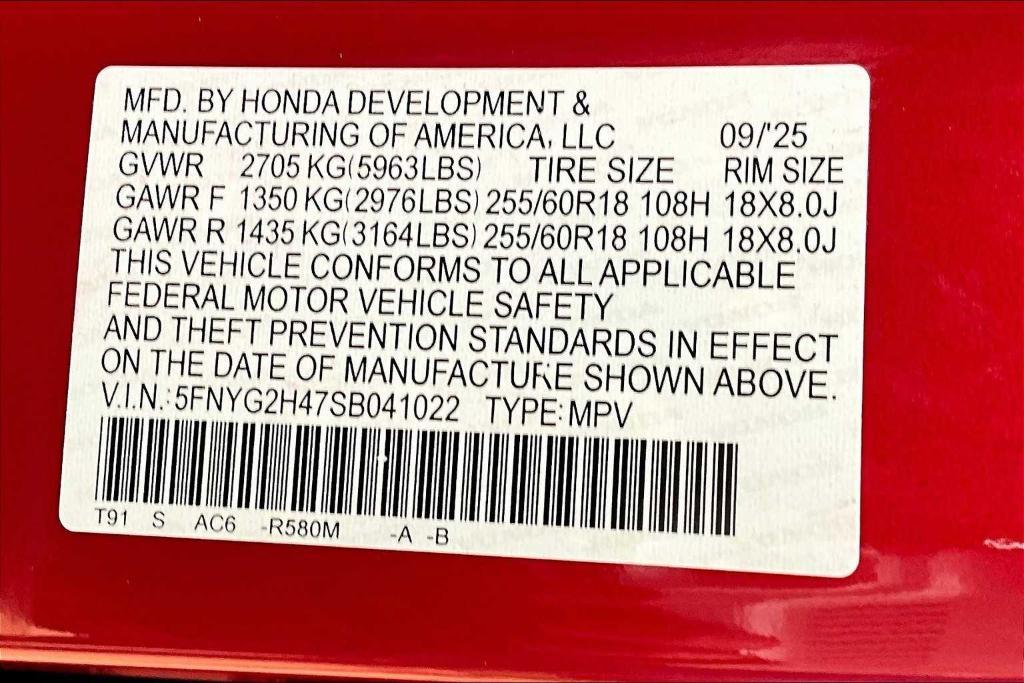 MFD. BY HONDA DEVELOPMENT &
MANUFACTURING OF AMERICA, LLC 09/'25
GVWR 2705 KG(5963LBS) TIRE SIZE RIM SIZE
GAWR F 1350 KG(2976LBS) 255/60R18 108H 18X8.0J
GAWR R 1435 KG(3164LBS) 255/60R18 108H 18X8.0J
THIS VEHICLE CONFORMS TO ALL APPLICABLE
FEDERAL MOTOR VEHICLE SAFETY
AND THEFT PREVENTION STANDARDS IN EFFECT
ON THE DATE OF MANUFACTURE SHOWN ABOVE.
V.I.N.:5FNYG2H47SB041022 TYPE:MPV
T91 S AC6 -R580M -A -B